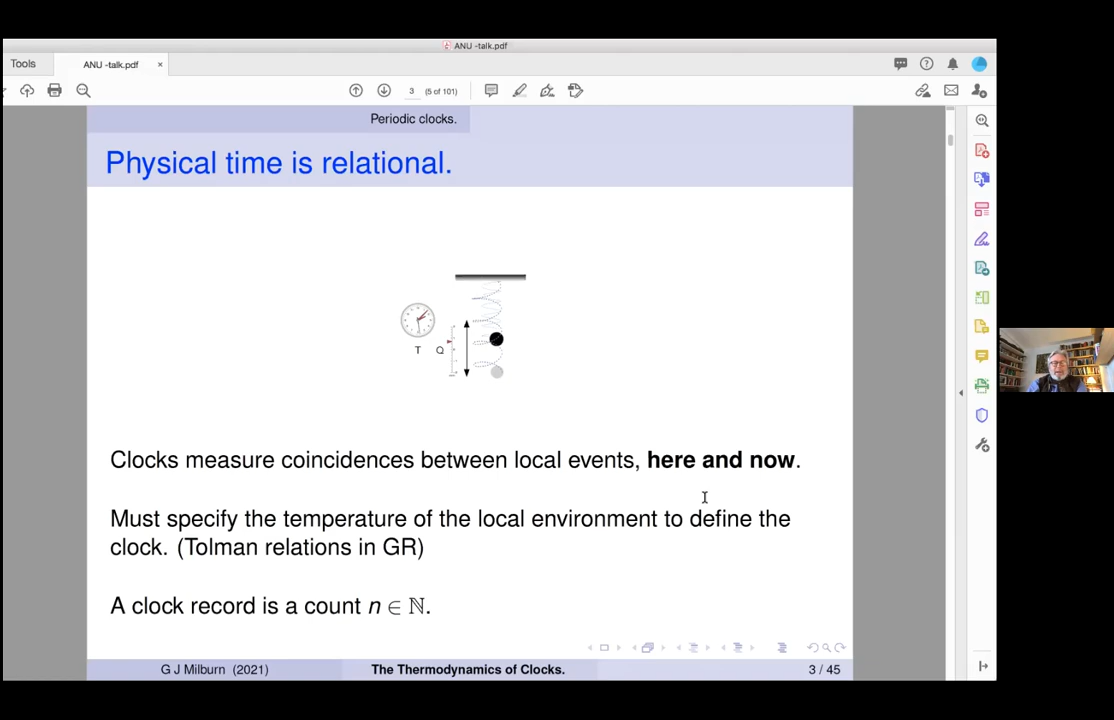 ANU -talk.pdf
Tools
ANU -talk.pdf ×
3 (5 of 101)
Periodic clocks.
Physical time is relational.
T Q
Clocks measure coincidences between local events, here and now.
Must specify the temperature of the local environment to define the
clock. (Tolman relations in GR)
A clock record is a count n ∈ ℕ.
G J Milburn (2021) The Thermodynamics of Clocks. 3 / 45